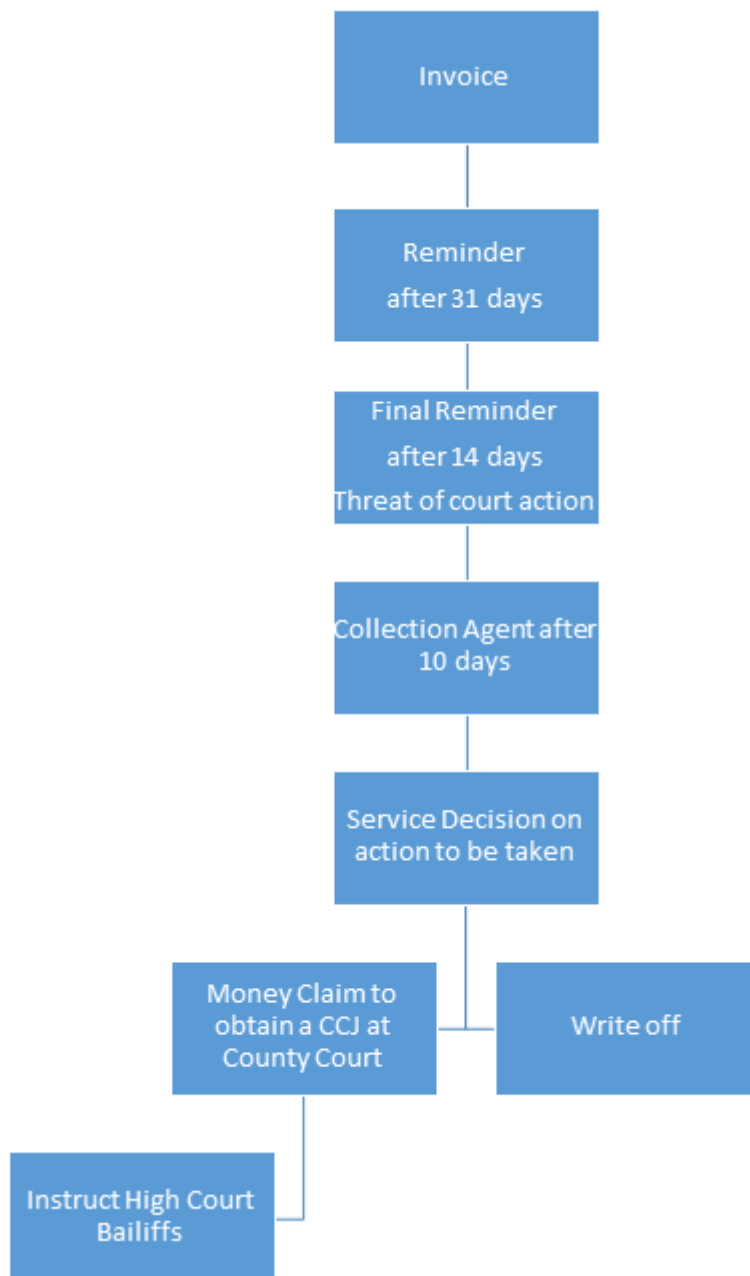 Invoice
Reminder
after 31 days
Final Reminder
after 14 days
Threat of court action
Collection Agent after
10 days
Service Decision on
action to be taken
Money Claim to
obtain a CCJ at
County Court
Write off
Instruct High Court
Bailiffs